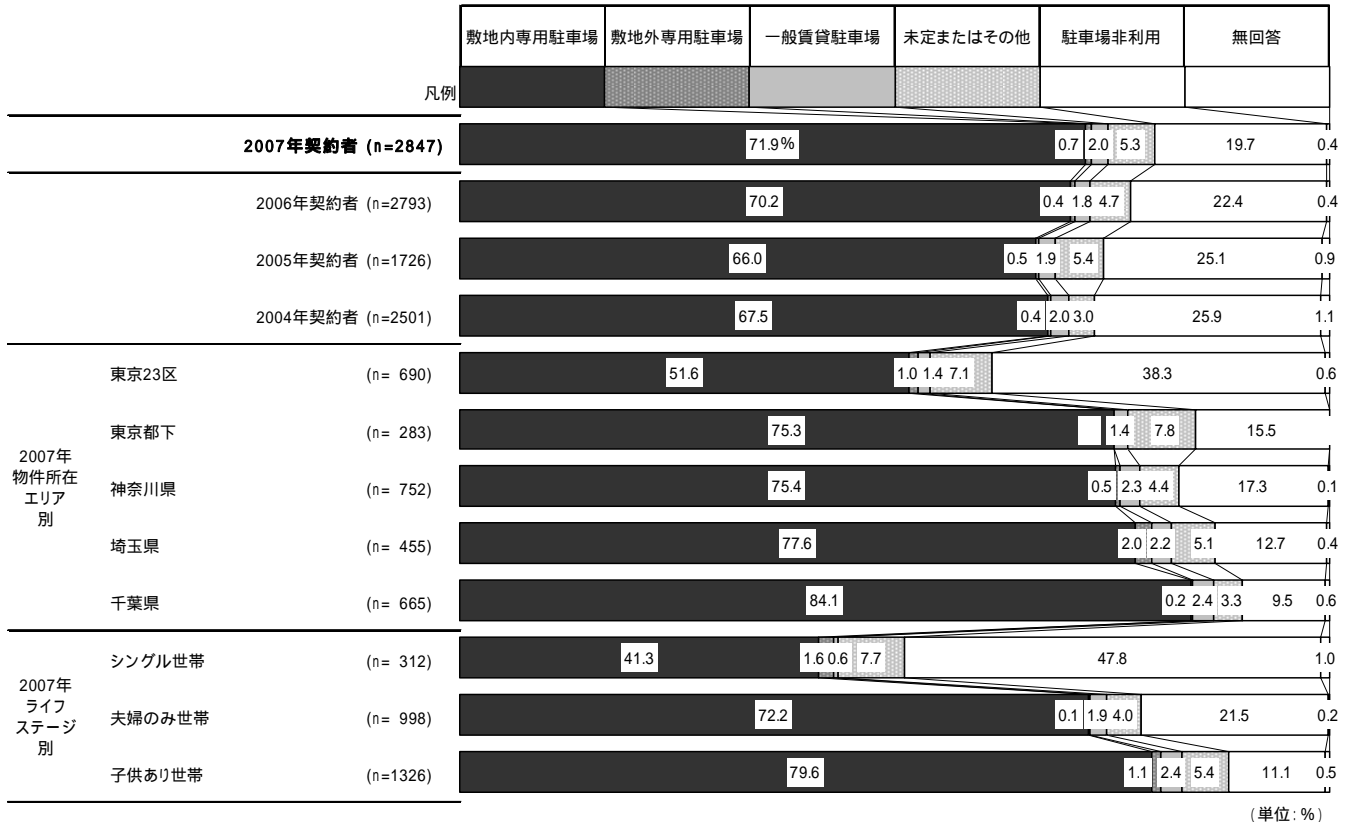 敷地内専用駐車場 敷地外専用駐車場 一般賃貸駐車場 未定またはその他 駐車場非利用 無回答
凡例
2007年契約者 (n=2847) 71.9% 0.7 2.0 5.3 19.7 0.4
2006年契約者 (n=2793) 70.2 0.4 1.8 4.7 22.4 0.4
2005年契約者 (n=1726) 66.0 0.5 1.9 5.4 25.1 0.9
2004年契約者 (n=2501) 67.5 0.4 2.0 3.0 25.9 1.1
2007年
物件所在
エリア
別
東京23区 (n= 690) 51.6 1.0 1.4 7.1 38.3 0.6
東京都下 (n= 283) 75.3 1.4 7.8 15.5
神奈川県 (n= 752) 75.4 0.5 2.3 4.4 17.3 0.1
埼玉県 (n= 455) 77.6 2.0 2.2 5.1 12.7 0.4
千葉県 (n= 665) 84.1 0.2 2.4 3.3 9.5 0.6
2007年
ライフ
ステージ
別
シングル世帯 (n= 312) 41.3 1.6 0.6 7.7 47.8 1.0
夫婦のみ世帯 (n= 998) 72.2 0.1 1.9 4.0 21.5 0.2
子供あり世帯 (n=1326) 79.6 1.1 2.4 5.4 11.1 0.5
(単位:%)